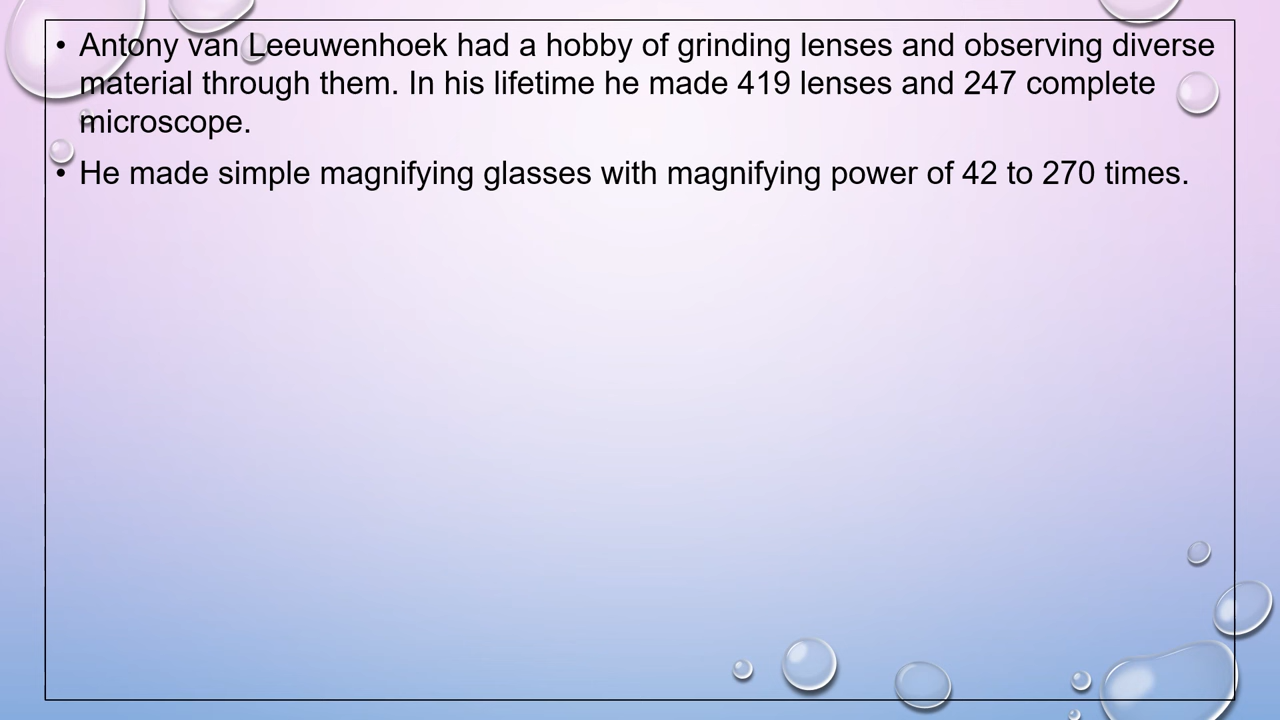 • Antony van Leeuwenhoek had a hobby of grinding lenses and observing diverse
material through them. In his lifetime he made 419 lenses and 247 complete
microscope.
• He made simple magnifying glasses with magnifying power of 42 to 270 times.